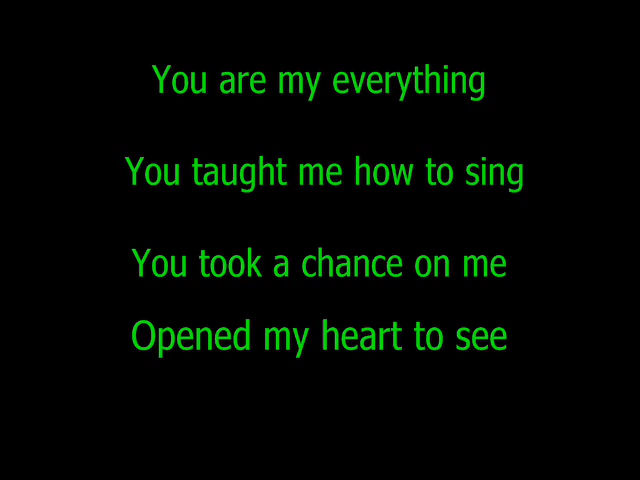 You are my everything
You taught me how to sing
You took a chance on me
Opened my heart to see